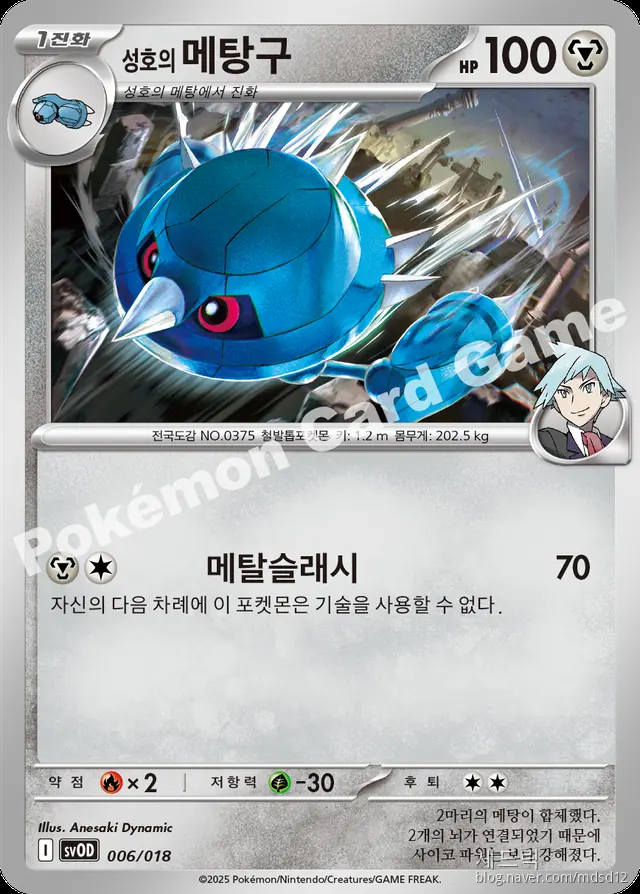 1진화
성호의 메탕구
HP 100
성호의 메탕에서 진화
전국도감 NO.0375 철발톱포켓몬 키: 1.2 m 몸무게: 202.5 kg
Pokémon Card Game
메탈슬래시 70
자신의 다음 차례에 이 포켓몬은 기술을 사용할 수 없다.
약점 ×2 저항력 -30 후퇴
2마리의 메탕이 합체했다.
2개의 뇌가 연결되었기 때문에
사이코 파워도 강해졌다.
Illus. Anesaki Dynamic
I svOD 006/018
©2025 Pokémon/Nintendo/Creatures/GAME FREAK.
blog.naver.com/mdsd12